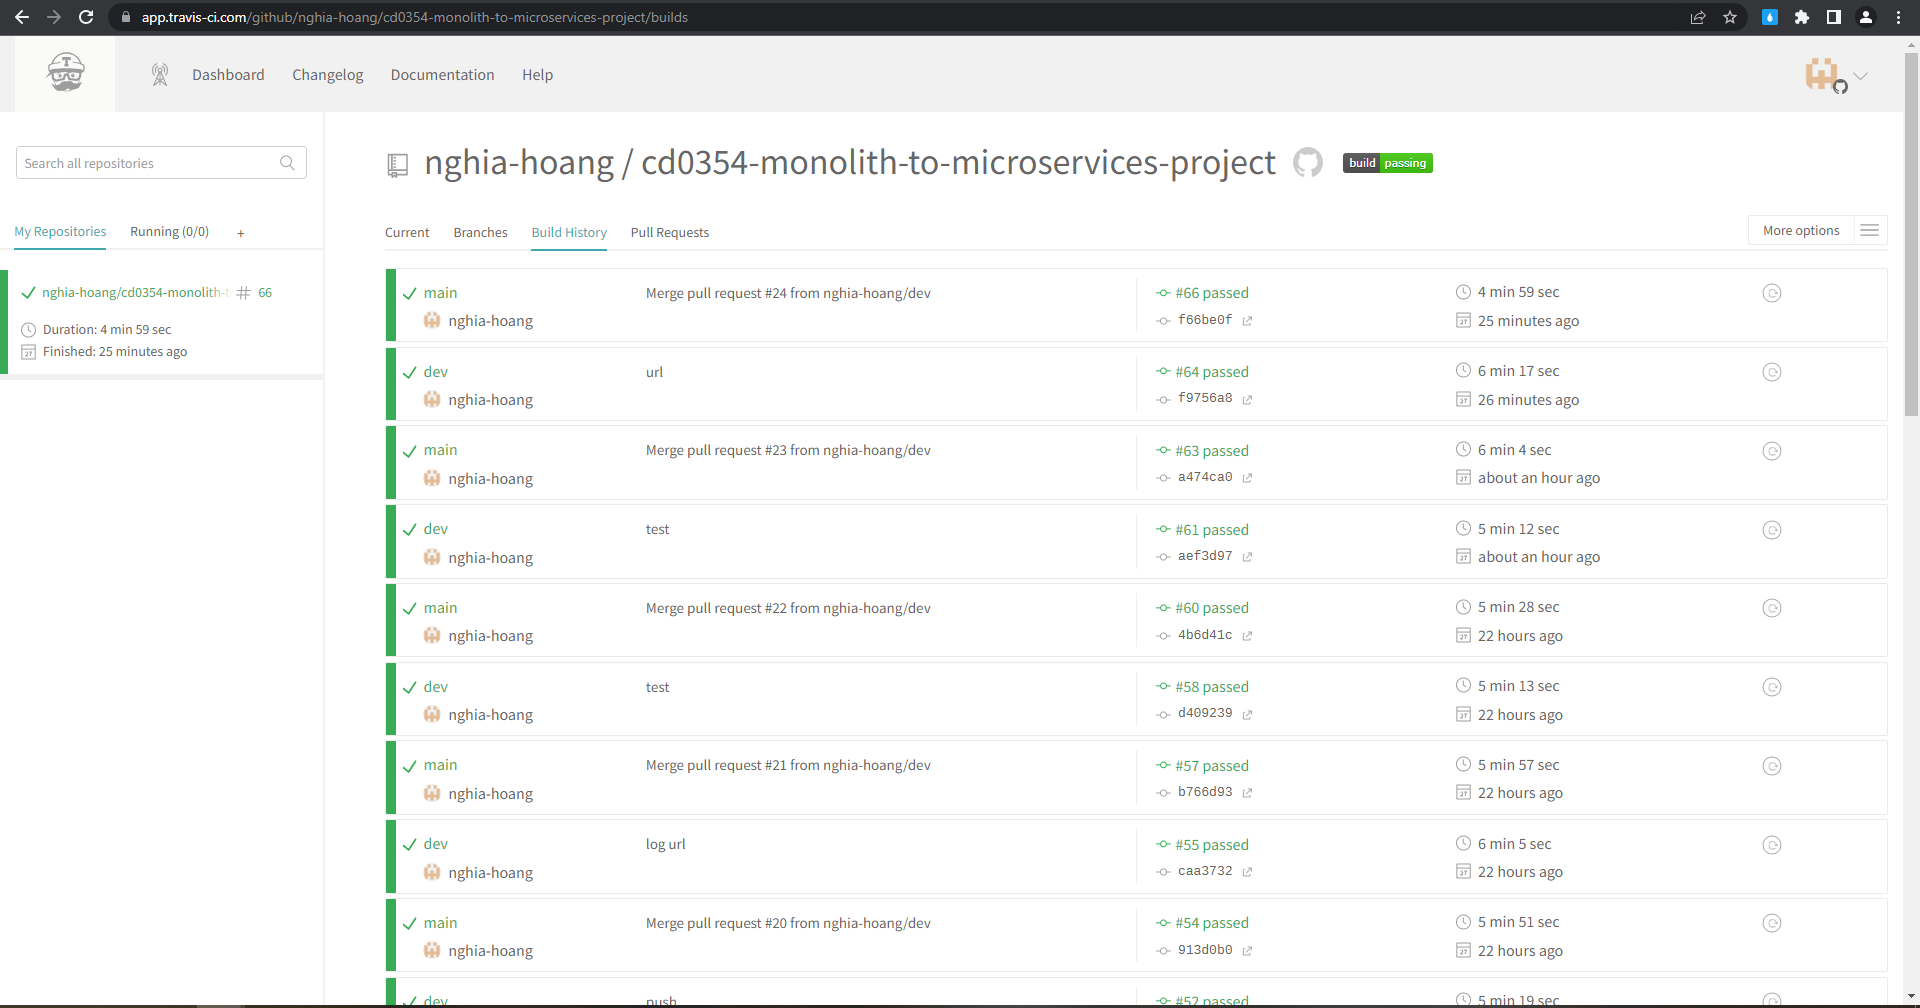 app.travis-ci.com/github/nghia-hoang/cd0354-monolith-to-microservices-project/builds
Dashboard Changelog Documentation Help
Search all repositories
nghia-hoang / cd0354-monolith-to-microservices-project build passing
My Repositories Running (0/0) +
Current Branches Build History Pull Requests More options
nghia-hoang/cd0354-monolith- # 66
Duration: 4 min 59 sec
Finished: 25 minutes ago
main Merge pull request #24 from nghia-hoang/dev #66 passed 4 min 59 sec
nghia-hoang f66be0f 25 minutes ago
dev url #64 passed 6 min 17 sec
nghia-hoang f9756a8 26 minutes ago
main Merge pull request #23 from nghia-hoang/dev #63 passed 6 min 4 sec
nghia-hoang a474ca0 about an hour ago
dev test #61 passed 5 min 12 sec
nghia-hoang aef3d97 about an hour ago
main Merge pull request #22 from nghia-hoang/dev #60 passed 5 min 28 sec
nghia-hoang 4b6d41c 22 hours ago
dev test #58 passed 5 min 13 sec
nghia-hoang d409239 22 hours ago
main Merge pull request #21 from nghia-hoang/dev #57 passed 5 min 57 sec
nghia-hoang b766d93 22 hours ago
dev log url #55 passed 6 min 5 sec
nghia-hoang caa3732 22 hours ago
main Merge pull request #20 from nghia-hoang/dev #54 passed 5 min 51 sec
nghia-hoang 913d0b0 22 hours ago
dev push #52 passed 5 min 19 sec